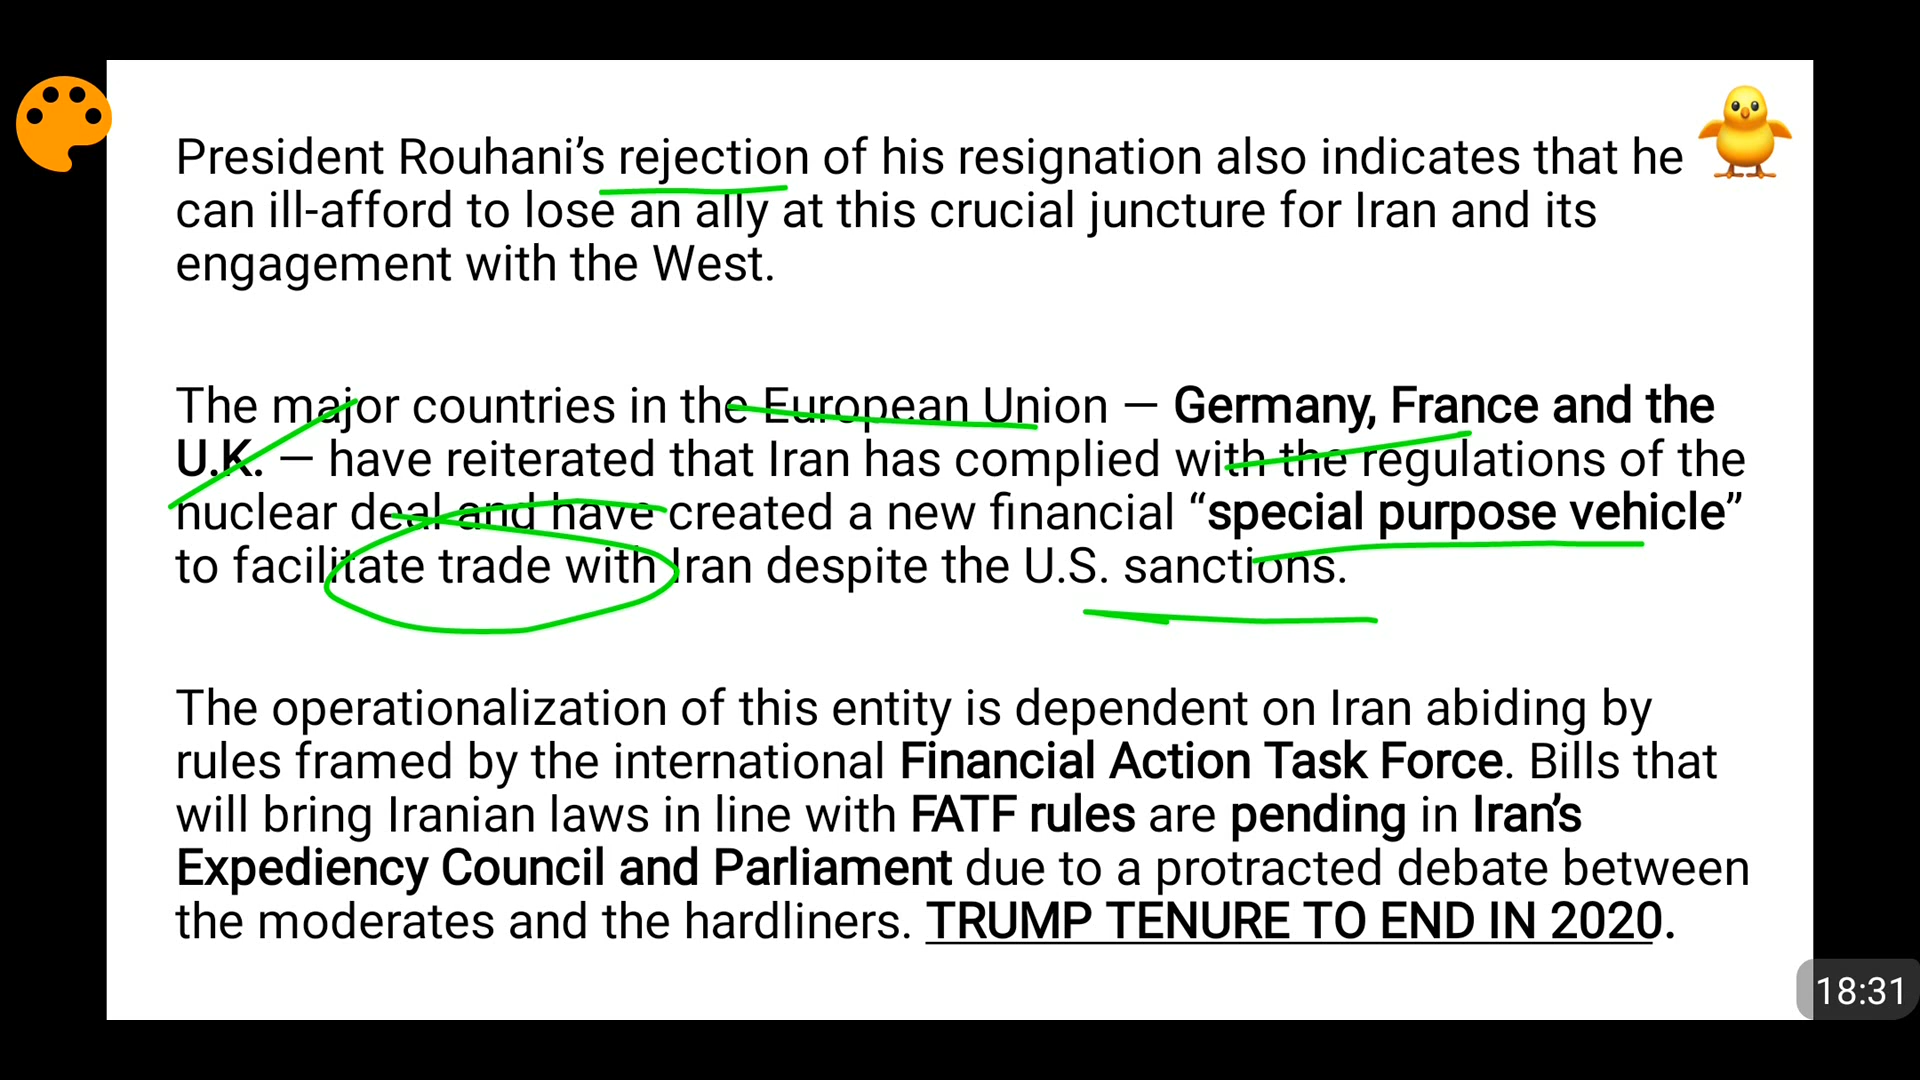 President Rouhani’s rejection of his resignation also indicates that he
can ill-afford to lose an ally at this crucial juncture for Iran and its
engagement with the West.
The major countries in the European Union — Germany, France and the
U.K. — have reiterated that Iran has complied with the regulations of the
nuclear deal and have created a new financial “special purpose vehicle”
to facilitate trade with Iran despite the U.S. sanctions.
The operationalization of this entity is dependent on Iran abiding by
rules framed by the international Financial Action Task Force. Bills that
will bring Iranian laws in line with FATF rules are pending in Iran’s
Expediency Council and Parliament due to a protracted debate between
the moderates and the hardliners. TRUMP TENURE TO END IN 2020.
18:31